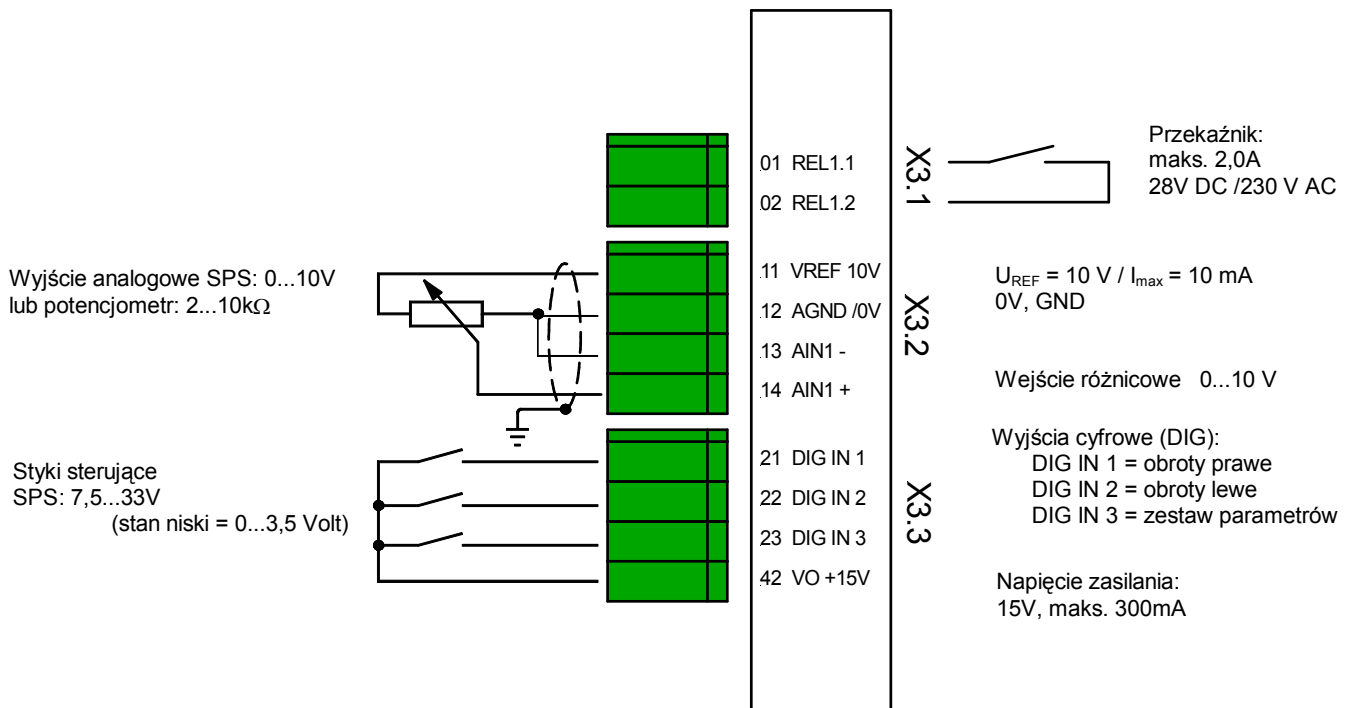 Wyjście analogowe SPS: 0...10V
lub potencjometr: 2...10kΩ
Styki sterujące
SPS: 7,5...33V
(stan niski = 0...3,5 Volt)
01 REL1.1
02 REL1.2
11 VREF 10V
12 AGND /0V
13 AIN1 -
14 AIN1 +
21 DIG IN 1
22 DIG IN 2
23 DIG IN 3
42 VO +15V
X3.1
X3.2
X3.3
Przekaźnik:
maks. 2,0A
28V DC /230 V AC
UREF = 10 V / Imax = 10 mA
0V, GND
Wejście różnicowe 0...10 V
Wyjścia cyfrowe (DIG):
DIG IN 1 = obroty prawe
DIG IN 2 = obroty lewe
DIG IN 3 = zestaw parametrów
Napięcie zasilania:
15V, maks. 300mA